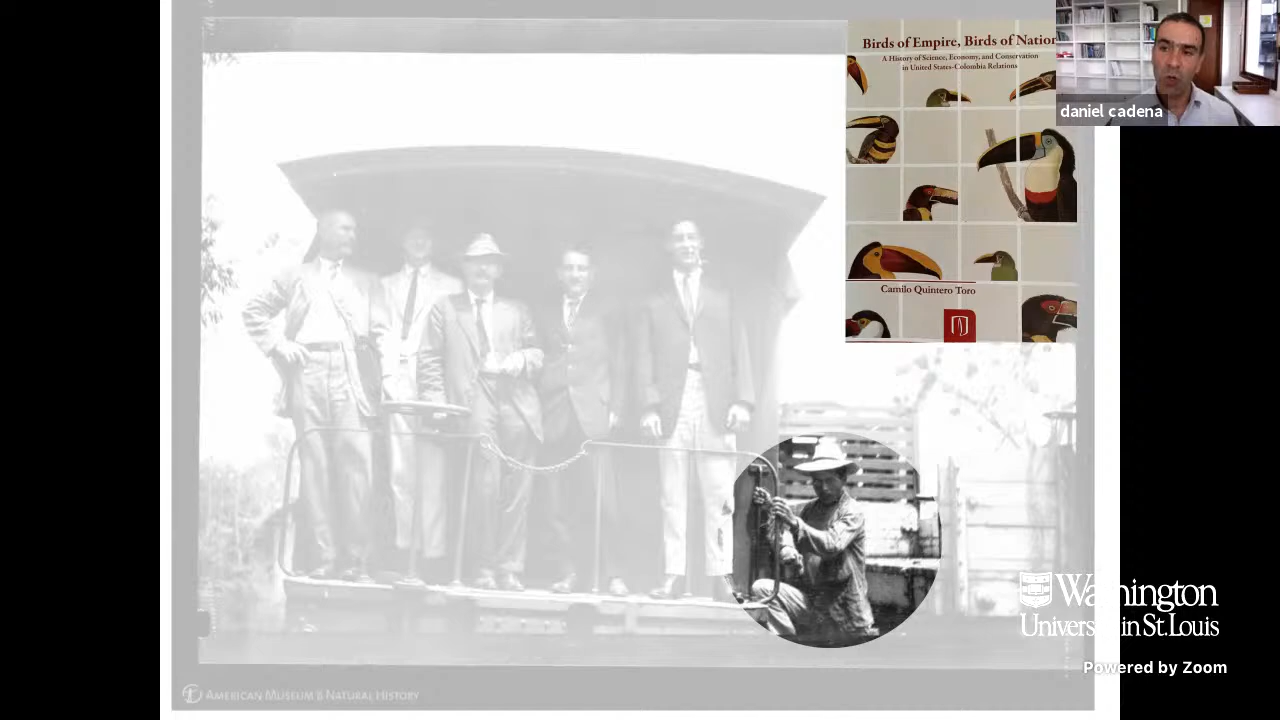 Birds of Empire, Birds of Nation
A History of Science, Economy, and Conservation
in United States-Colombia Relations
daniel cadena
Camilo Quintero Toro
Washington
University in St. Louis
Powered by Zoom
American Museum & Natural History